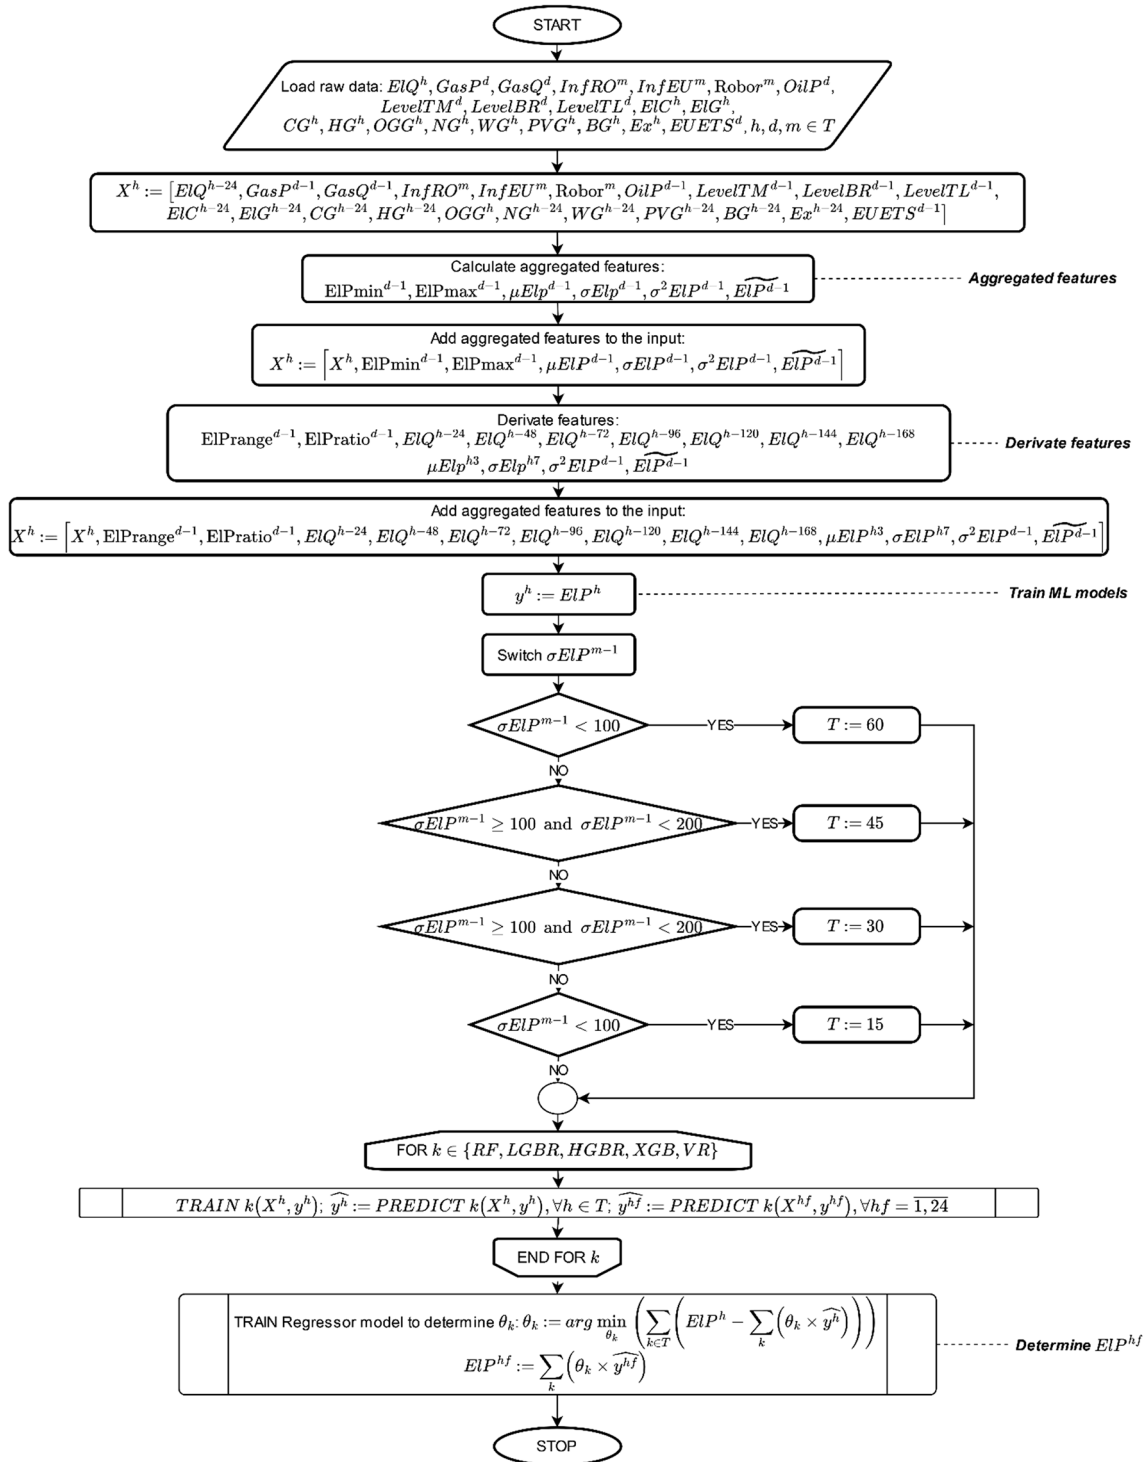 START
Load raw data: ElQ^h, GasP^d, GasQ^d, InfRO^m, InfEU^m, Robor^m, OilP^d,
LevelTM^d, LevelBR^d, LevelTL^d, ElC^h, ElG^h,
CG^h, HG^h, OGG^h, NG^h, WG^h, PVG^h, BG^h, Ex^h, EUETS^d, h, d, m ∈ T
X^h := [ElQ^{h−24}, GasP^{d−1}, GasQ^{d−1}, InfRO^m, InfEU^m, Robor^m, OilP^{d−1}, LevelTM^{d−1}, LevelBR^{d−1}, LevelTL^{d−1},
ElC^{h−24}, ElG^{h−24}, CG^{h−24}, HG^{h−24}, OGG^h, NG^{h−24}, WG^{h−24}, PVG^{h−24}, BG^{h−24}, Ex^{h−24}, EUETS^{d−1}]
Calculate aggregated features:
ElPmin^{d−1}, ElPmax^{d−1}, μElp^{d−1}, σElp^{d−1}, σ^2ElP^{d−1}, \widetilde{ElP^{d−1}}
Aggregated features
Add aggregated features to the input:
X^h := ⌈X^h, ElPmin^{d−1}, ElPmax^{d−1}, μElP^{d−1}, σElP^{d−1}, σ^2ElP^{d−1}, \widetilde{ElP^{d−1}}⌉
Derivate features:
ElPrange^{d−1}, ElPratio^{d−1}, ElQ^{h−24}, ElQ^{h−48}, ElQ^{h−72}, ElQ^{h−96}, ElQ^{h−120}, ElQ^{h−144}, ElQ^{h−168}
μElp^{h3}, σElp^{h7}, σ^2ElP^{d−1}, \widetilde{ElP^{d−1}}
Derivate features
Add aggregated features to the input:
X^h := ⌈X^h, ElPrange^{d−1}, ElPratio^{d−1}, ElQ^{h−24}, ElQ^{h−48}, ElQ^{h−72}, ElQ^{h−96}, ElQ^{h−120}, ElQ^{h−144}, ElQ^{h−168}, μElP^{h3}, σElP^{h7}, σ^2ElP^{d−1}, \widetilde{ElP^{d−1}}⌉
y^h := ElP^h
Train ML models
Switch σElP^{m−1}
σElP^{m−1} < 100
YES
T := 60
NO
σElP^{m−1} ≥ 100 and σElP^{m−1} < 200
YES
T := 45
NO
σElP^{m−1} ≥ 100 and σElP^{m−1} < 200
YES
T := 30
NO
σElP^{m−1} < 100
YES
T := 15
NO
FOR k ∈ {RF, LGBR, HGBR, XGB, VR}
TRAIN k(X^h, y^h); \widehat{y^h} := PREDICT k(X^h, y^h), ∀h ∈ T; \widehat{y^{hf}} := PREDICT k(X^{hf}, y^{hf}), ∀hf = \overline{1, 24}
END FOR k
TRAIN Regressor model to determine θ_k: θ_k := arg min_{θ_k} (∑_{k∈T} (ElP^h − ∑_k (θ_k × \widehat{y^h})))
ElP^{hf} := ∑_k (θ_k × \widehat{y^{hf}})
Determine ElP^{hf}
STOP